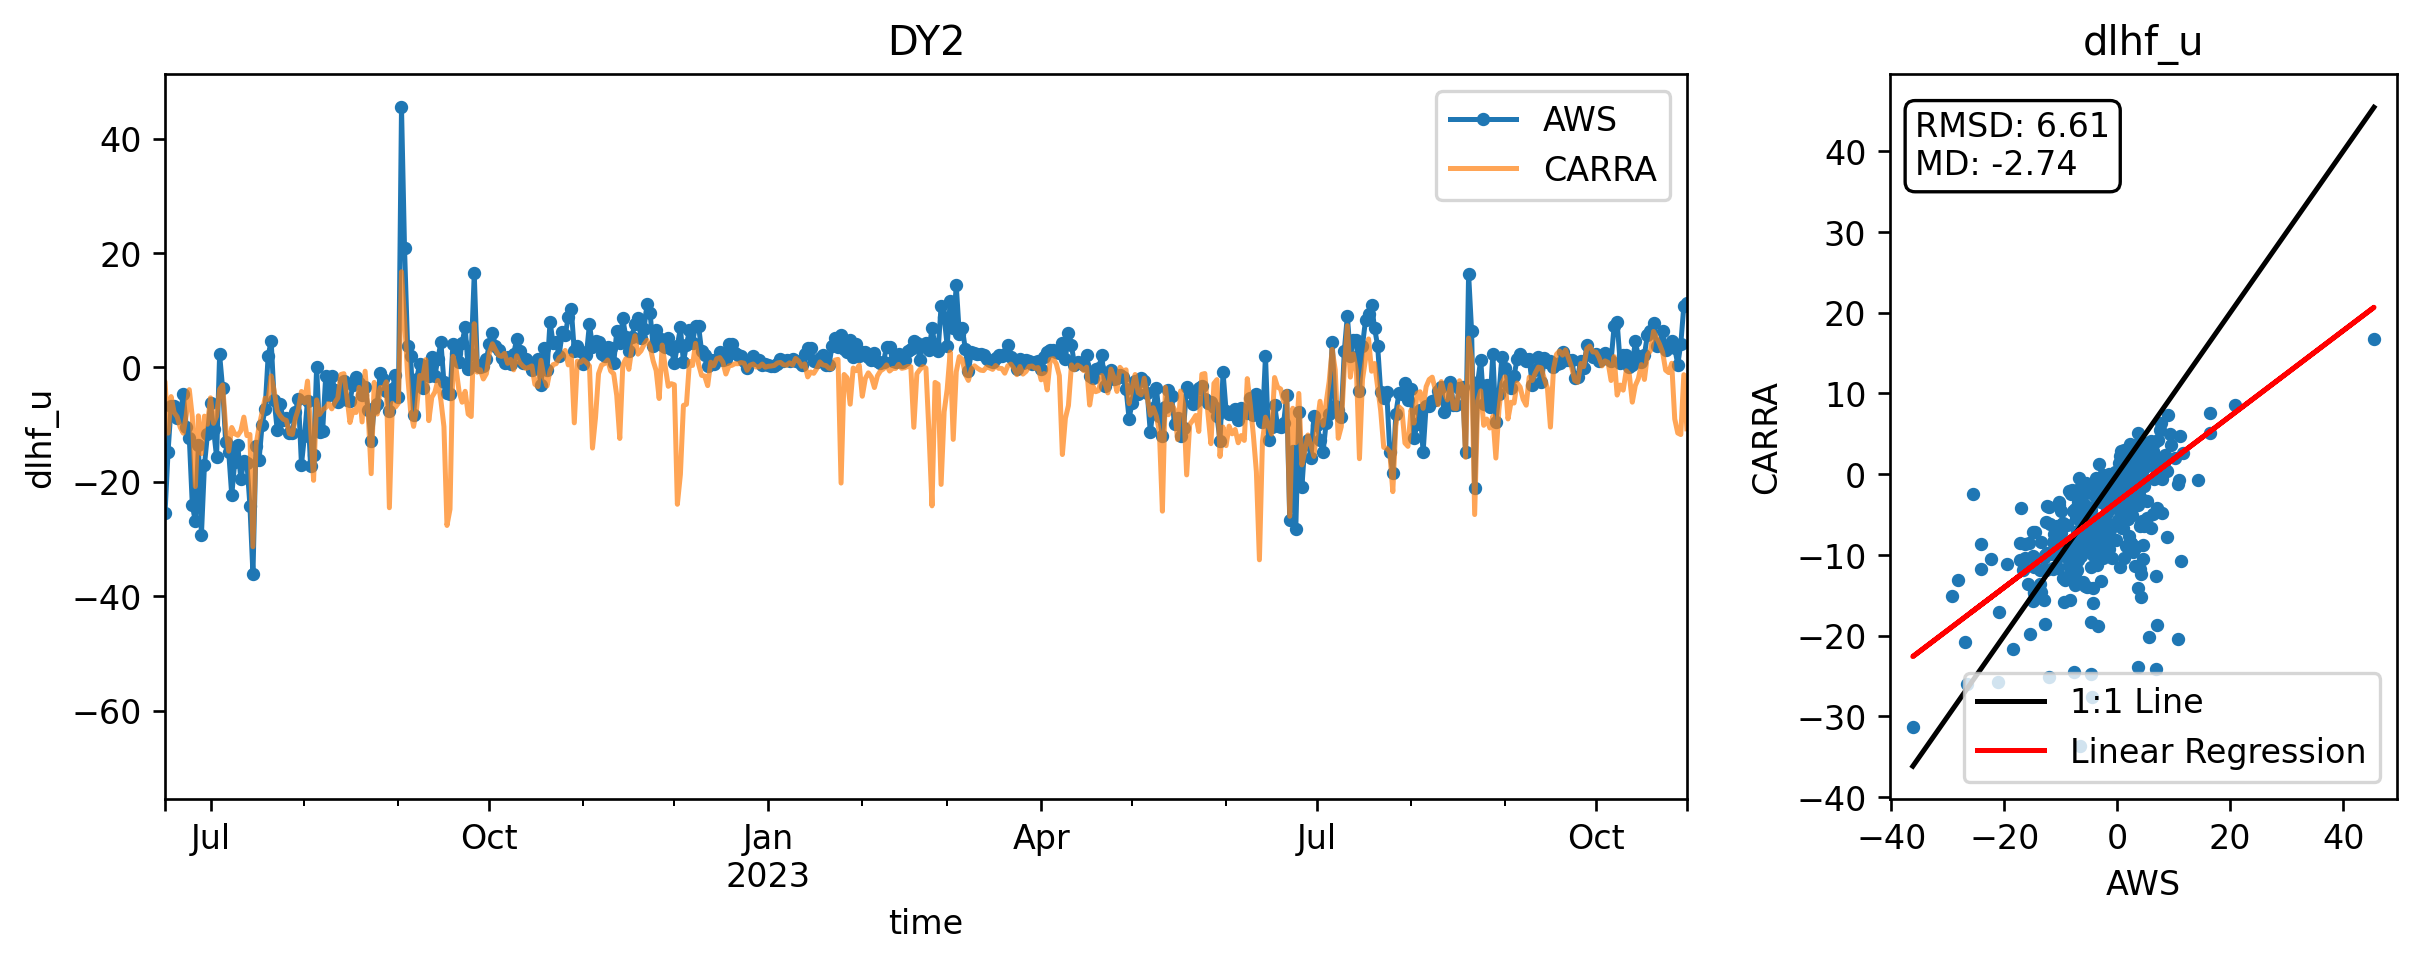 DY2
dlhf_u
40
20
0
−20
−40
−60
AWS
CARRA
Jul
Oct
Jan
2023
Apr
Jul
Oct
time
dlhf_u
CARRA
40
30
20
10
0
−10
−20
−30
−40
RMSD: 6.61
MD: -2.74
1:1 Line
Linear Regression
−40
−20
0
20
40
AWS